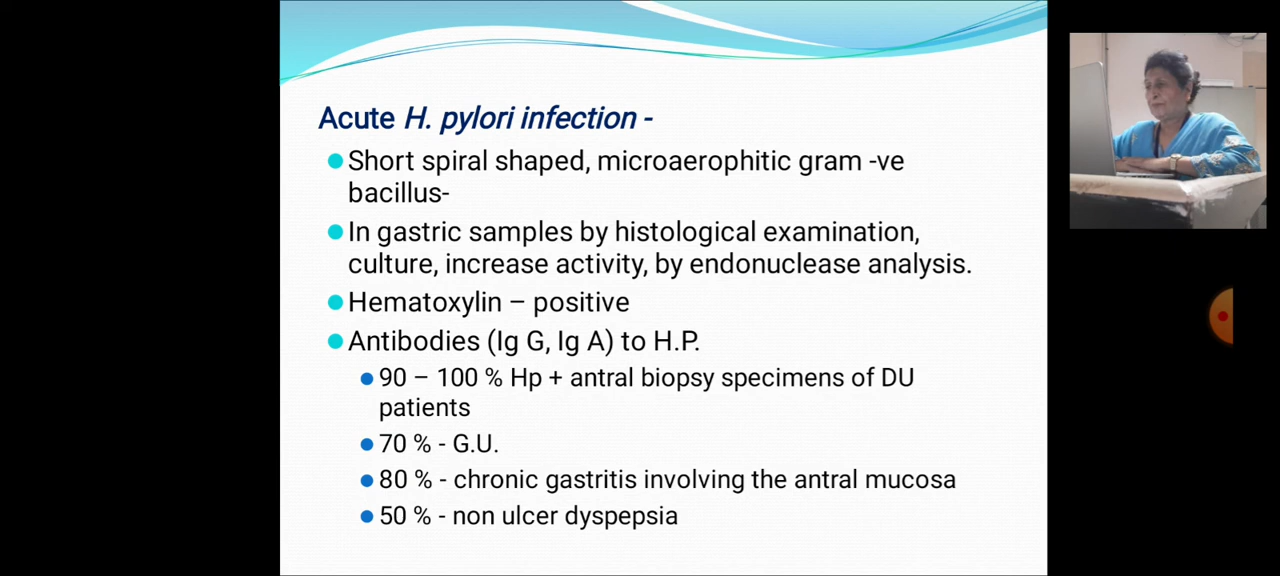 Acute H. pylori infection -
Short spiral shaped, microaerophitic gram -ve
bacillus-
In gastric samples by histological examination,
culture, increase activity, by endonuclease analysis.
Hematoxylin – positive
Antibodies (Ig G, Ig A) to H.P.
90 – 100 % Hp + antral biopsy specimens of DU
patients
70 % - G.U.
80 % - chronic gastritis involving the antral mucosa
50 % - non ulcer dyspepsia